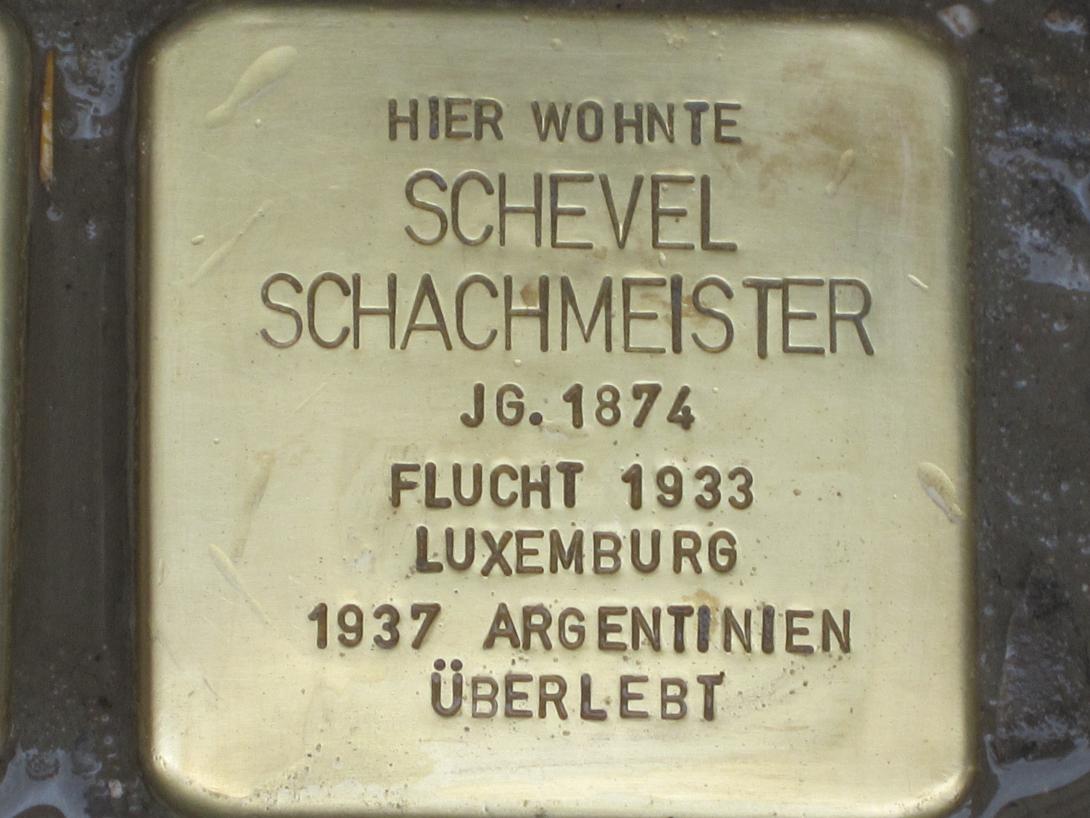 HIER WOHNTE
SCHEVEL
SCHACHMEISTER
JG. 1874
FLUCHT 1933
LUXEMBURG
1937 ARGENTINIEN
ÜBERLEBT